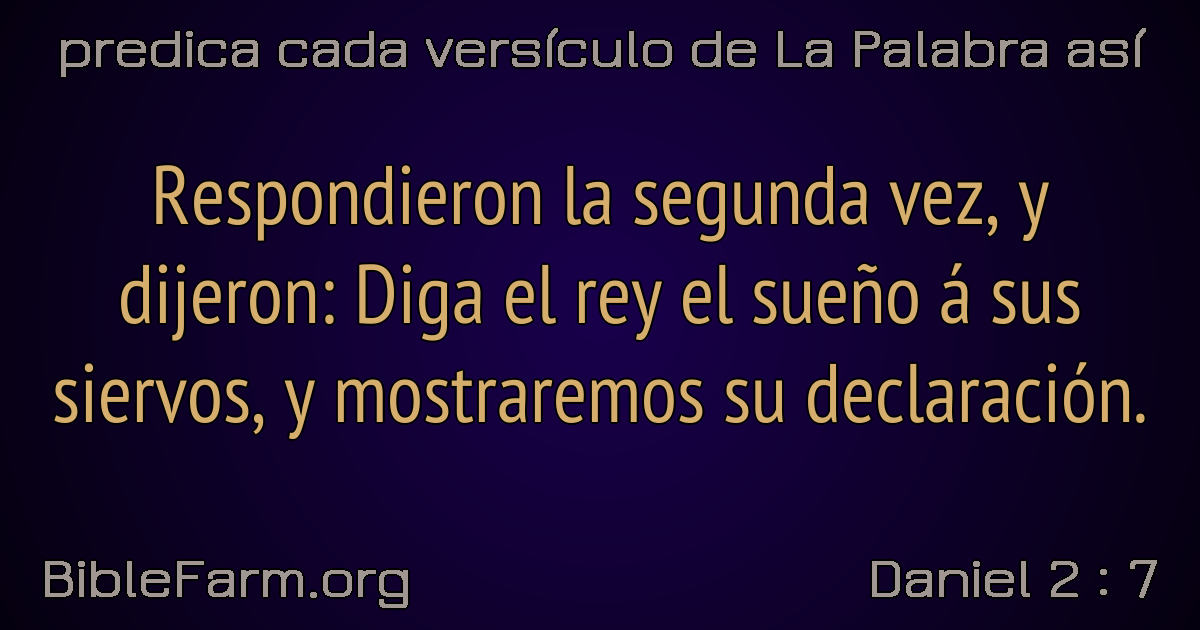 predica cada versículo de La Palabra así
Respondieron la segunda vez, y
dijeron: Diga el rey el sueño á sus
siervos, y mostraremos su declaración.
BibleFarm.org
Daniel 2 : 7